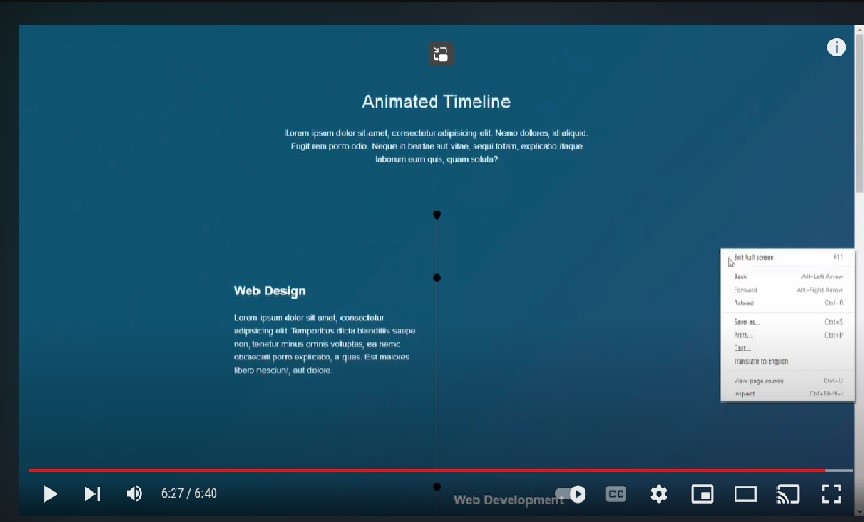 Animated Timeline
Lorem ipsum dolor sit amet, consectetur adipisicing elit. Nemo dolores, id aliquid.
Fugit rem porro odio. Neque in beatae aut vitae, sequi totam, explicabo itaque
laborum eum quis, quam soluta?
Exit full screen F11
Web Design
Back Alt+Left Arrow
Forward Alt+Right Arrow
Reload Ctrl+R
Lorem ipsum dolor sit amet, consectetur
adipisicing elit. Temporibus dicta blanditiis saepe
non, tenetur minus omnis voluptas, ea nemo
obcaecati porro explicabo, a quas. Est maiores
libero nesciunt, aut dolore.
Save as... Ctrl+S
Print... Ctrl+P
Cast...
Translate to English
View page source Ctrl+U
Inspect Ctrl+Shift+I
6:27 / 6:40
Web Development
CC